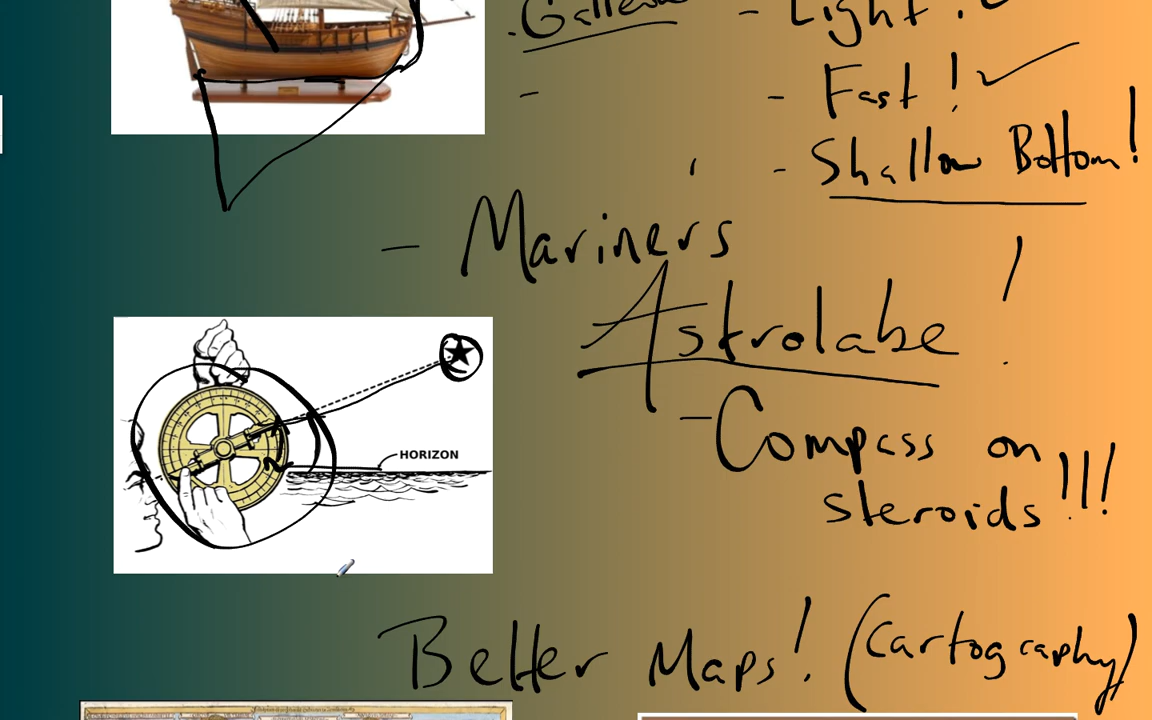 - Light!
- Fast!
- Shallow Bottom!
- Mariners
Astrolabe!
HORIZON
- Compass on
steroids!!!
Better Maps! (Cartography)